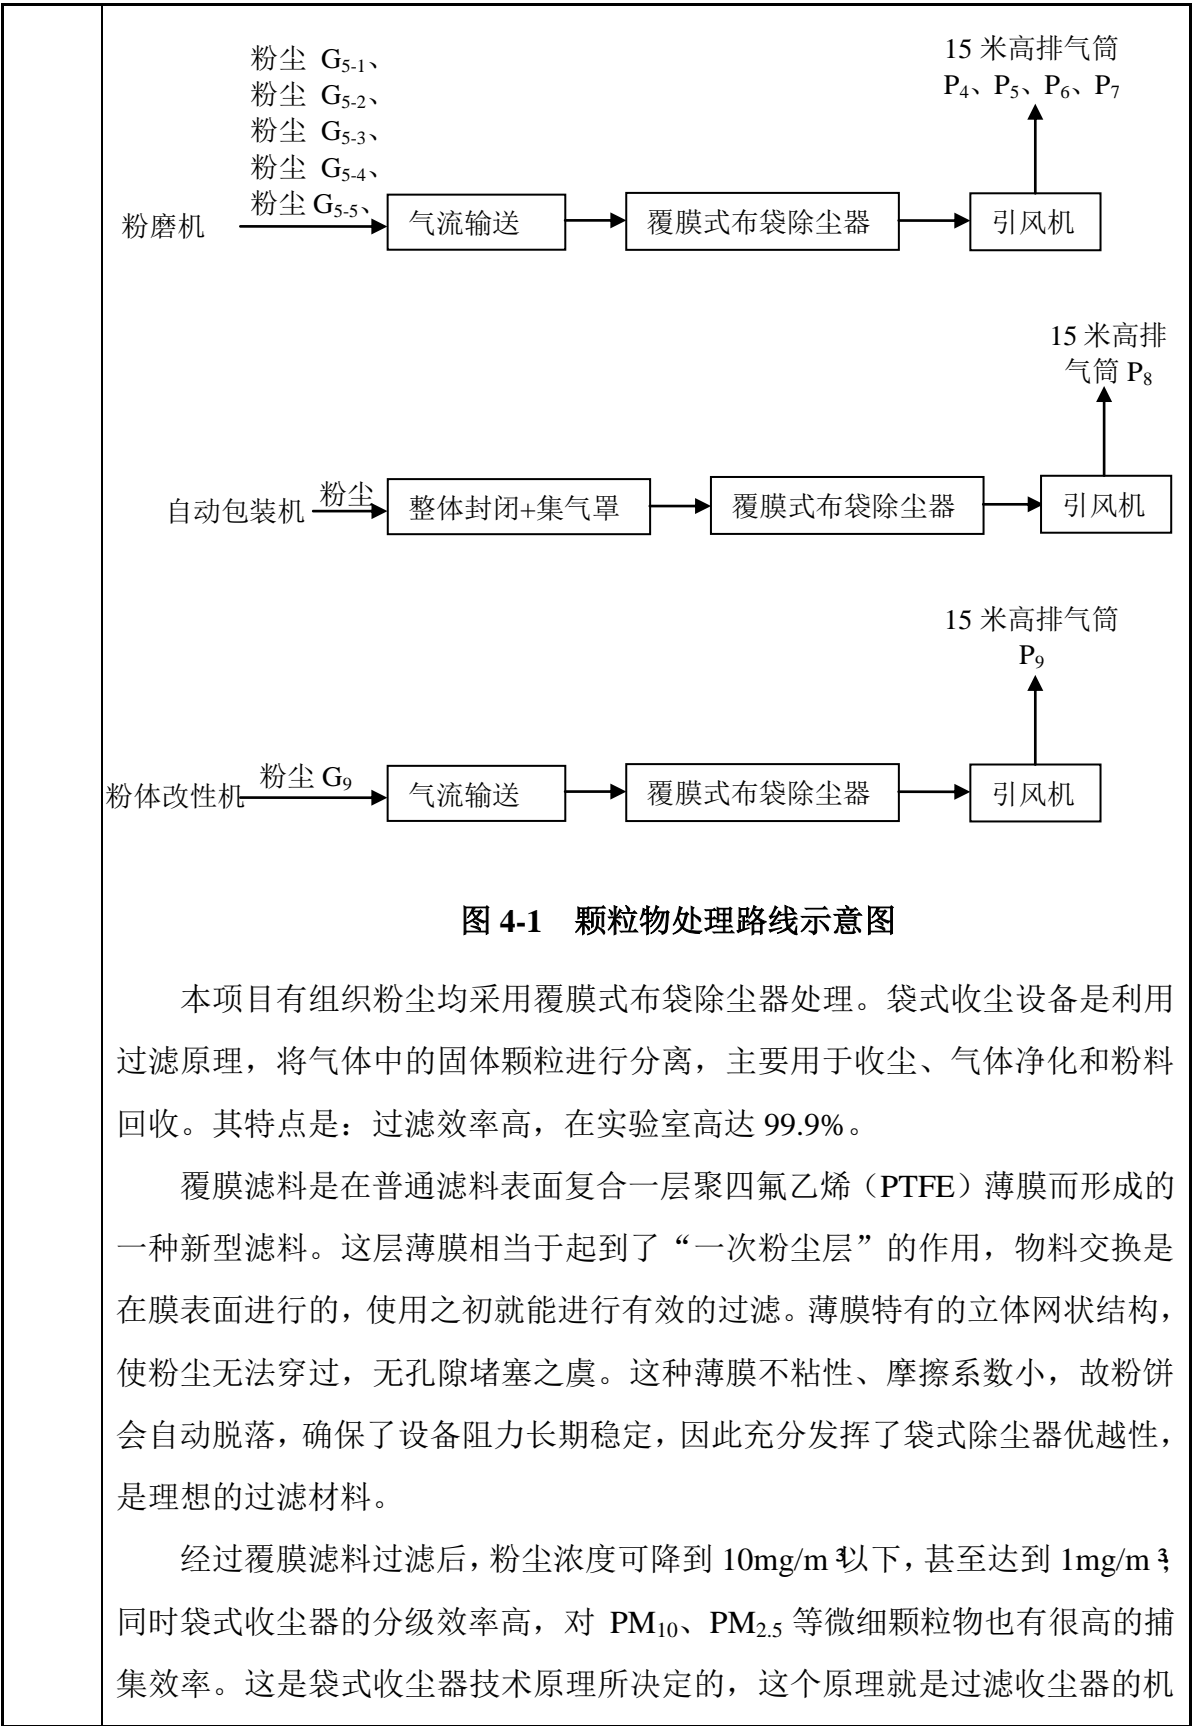 粉尘 G5-1、
粉尘 G5-2、
粉尘 G5-3、
粉尘 G5-4、
粉尘 G5-5、
15 米高排气筒
P4、P5、P6、P7
粉磨机
气流输送
覆膜式布袋除尘器
引风机
15 米高排
气筒 P8
自动包装机
粉尘
整体封闭+集气罩
覆膜式布袋除尘器
引风机
15 米高排气筒
P9
粉体改性机
粉尘 G9
气流输送
覆膜式布袋除尘器
引风机
图 4-1 颗粒物处理路线示意图
本项目有组织粉尘均采用覆膜式布袋除尘器处理。袋式收尘设备是利用
过滤原理，将气体中的固体颗粒进行分离，主要用于收尘、气体净化和粉料
回收。其特点是：过滤效率高，在实验室高达 99.9%。
覆膜滤料是在普通滤料表面复合一层聚四氟乙烯（PTFE）薄膜而形成的
一种新型滤料。这层薄膜相当于起到了“一次粉尘层”的作用，物料交换是
在膜表面进行的，使用之初就能进行有效的过滤。薄膜特有的立体网状结构，
使粉尘无法穿过，无孔隙堵塞之虞。这种薄膜不粘性、摩擦系数小，故粉饼
会自动脱落，确保了设备阻力长期稳定，因此充分发挥了袋式除尘器优越性，
是理想的过滤材料。
经过覆膜滤料过滤后，粉尘浓度可降到 10mg/m³以下，甚至达到 1mg/m³；
同时袋式收尘器的分级效率高，对 PM10、PM2.5 等微细颗粒物也有很高的捕
集效率。这是袋式收尘器技术原理所决定的，这个原理就是过滤收尘器的机